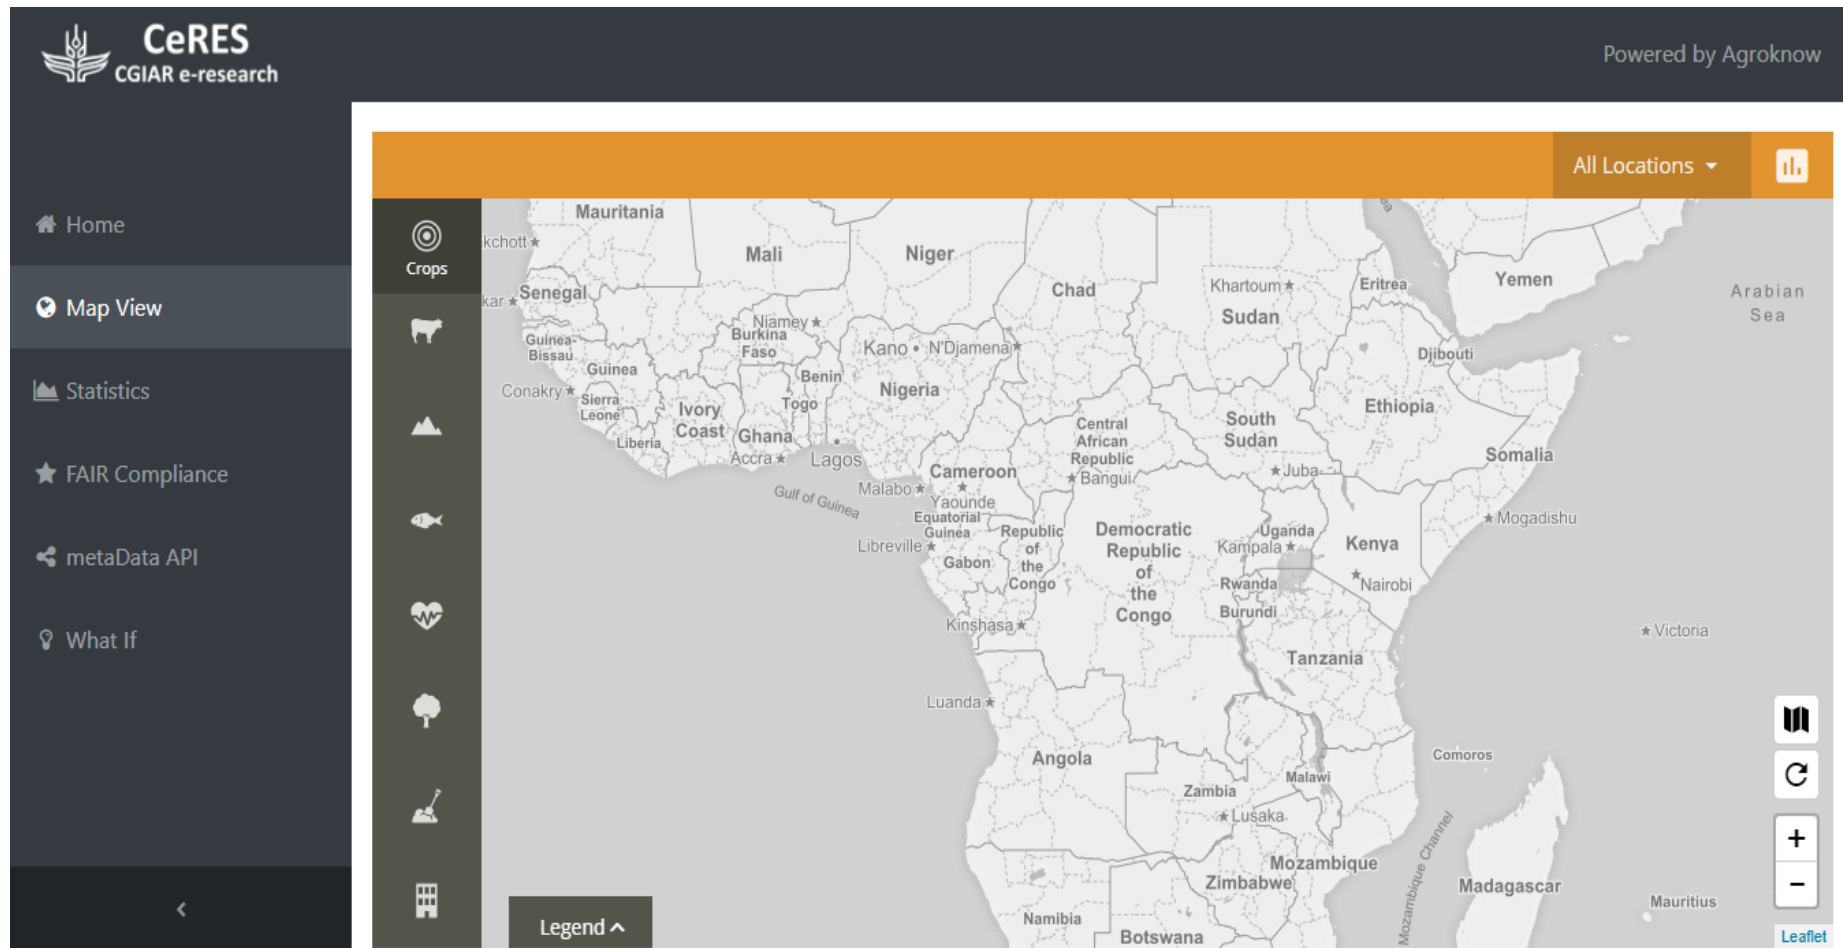 CeRES
CGIAR e-research
Powered by Agroknow
Home
Map View
Statistics
FAIR Compliance
metaData API
What If
All Locations
Crops
Mauritania
kchott
Mali
Niger
Chad
Khartoum
Eritrea
Yemen
Arabian
Sea
kar
Senegal
Sudan
Niamey
Burkina
Faso
Guinea-
Bissau
Kano
N'Djamena
Djibouti
Guinea
Benin
Nigeria
Conakry
Sierra
Leone
Togo
Ivory
Coast
Ghana
Ethiopia
South
Sudan
Central
African
Republic
Liberia
Accra
Lagos
Somalia
Cameroon
Juba
Bangui
Malabo
Yaounde
Gulf of Guinea
Equatorial
Guinea
Mogadishu
Republic
of
the
Congo
Democratic
Republic
of
the
Congo
Uganda
Kampala
Kenya
Libreville
Gabon
Rwanda
Nairobi
Burundi
Kinshasa
Victoria
Tanzania
Luanda
Angola
Comoros
Malawi
Zambia
Lusaka
Mozambique Channel
Mozambique
Zimbabwe
Madagascar
Mauritius
Namibia
Botswana
Legend
+
−
Leaflet